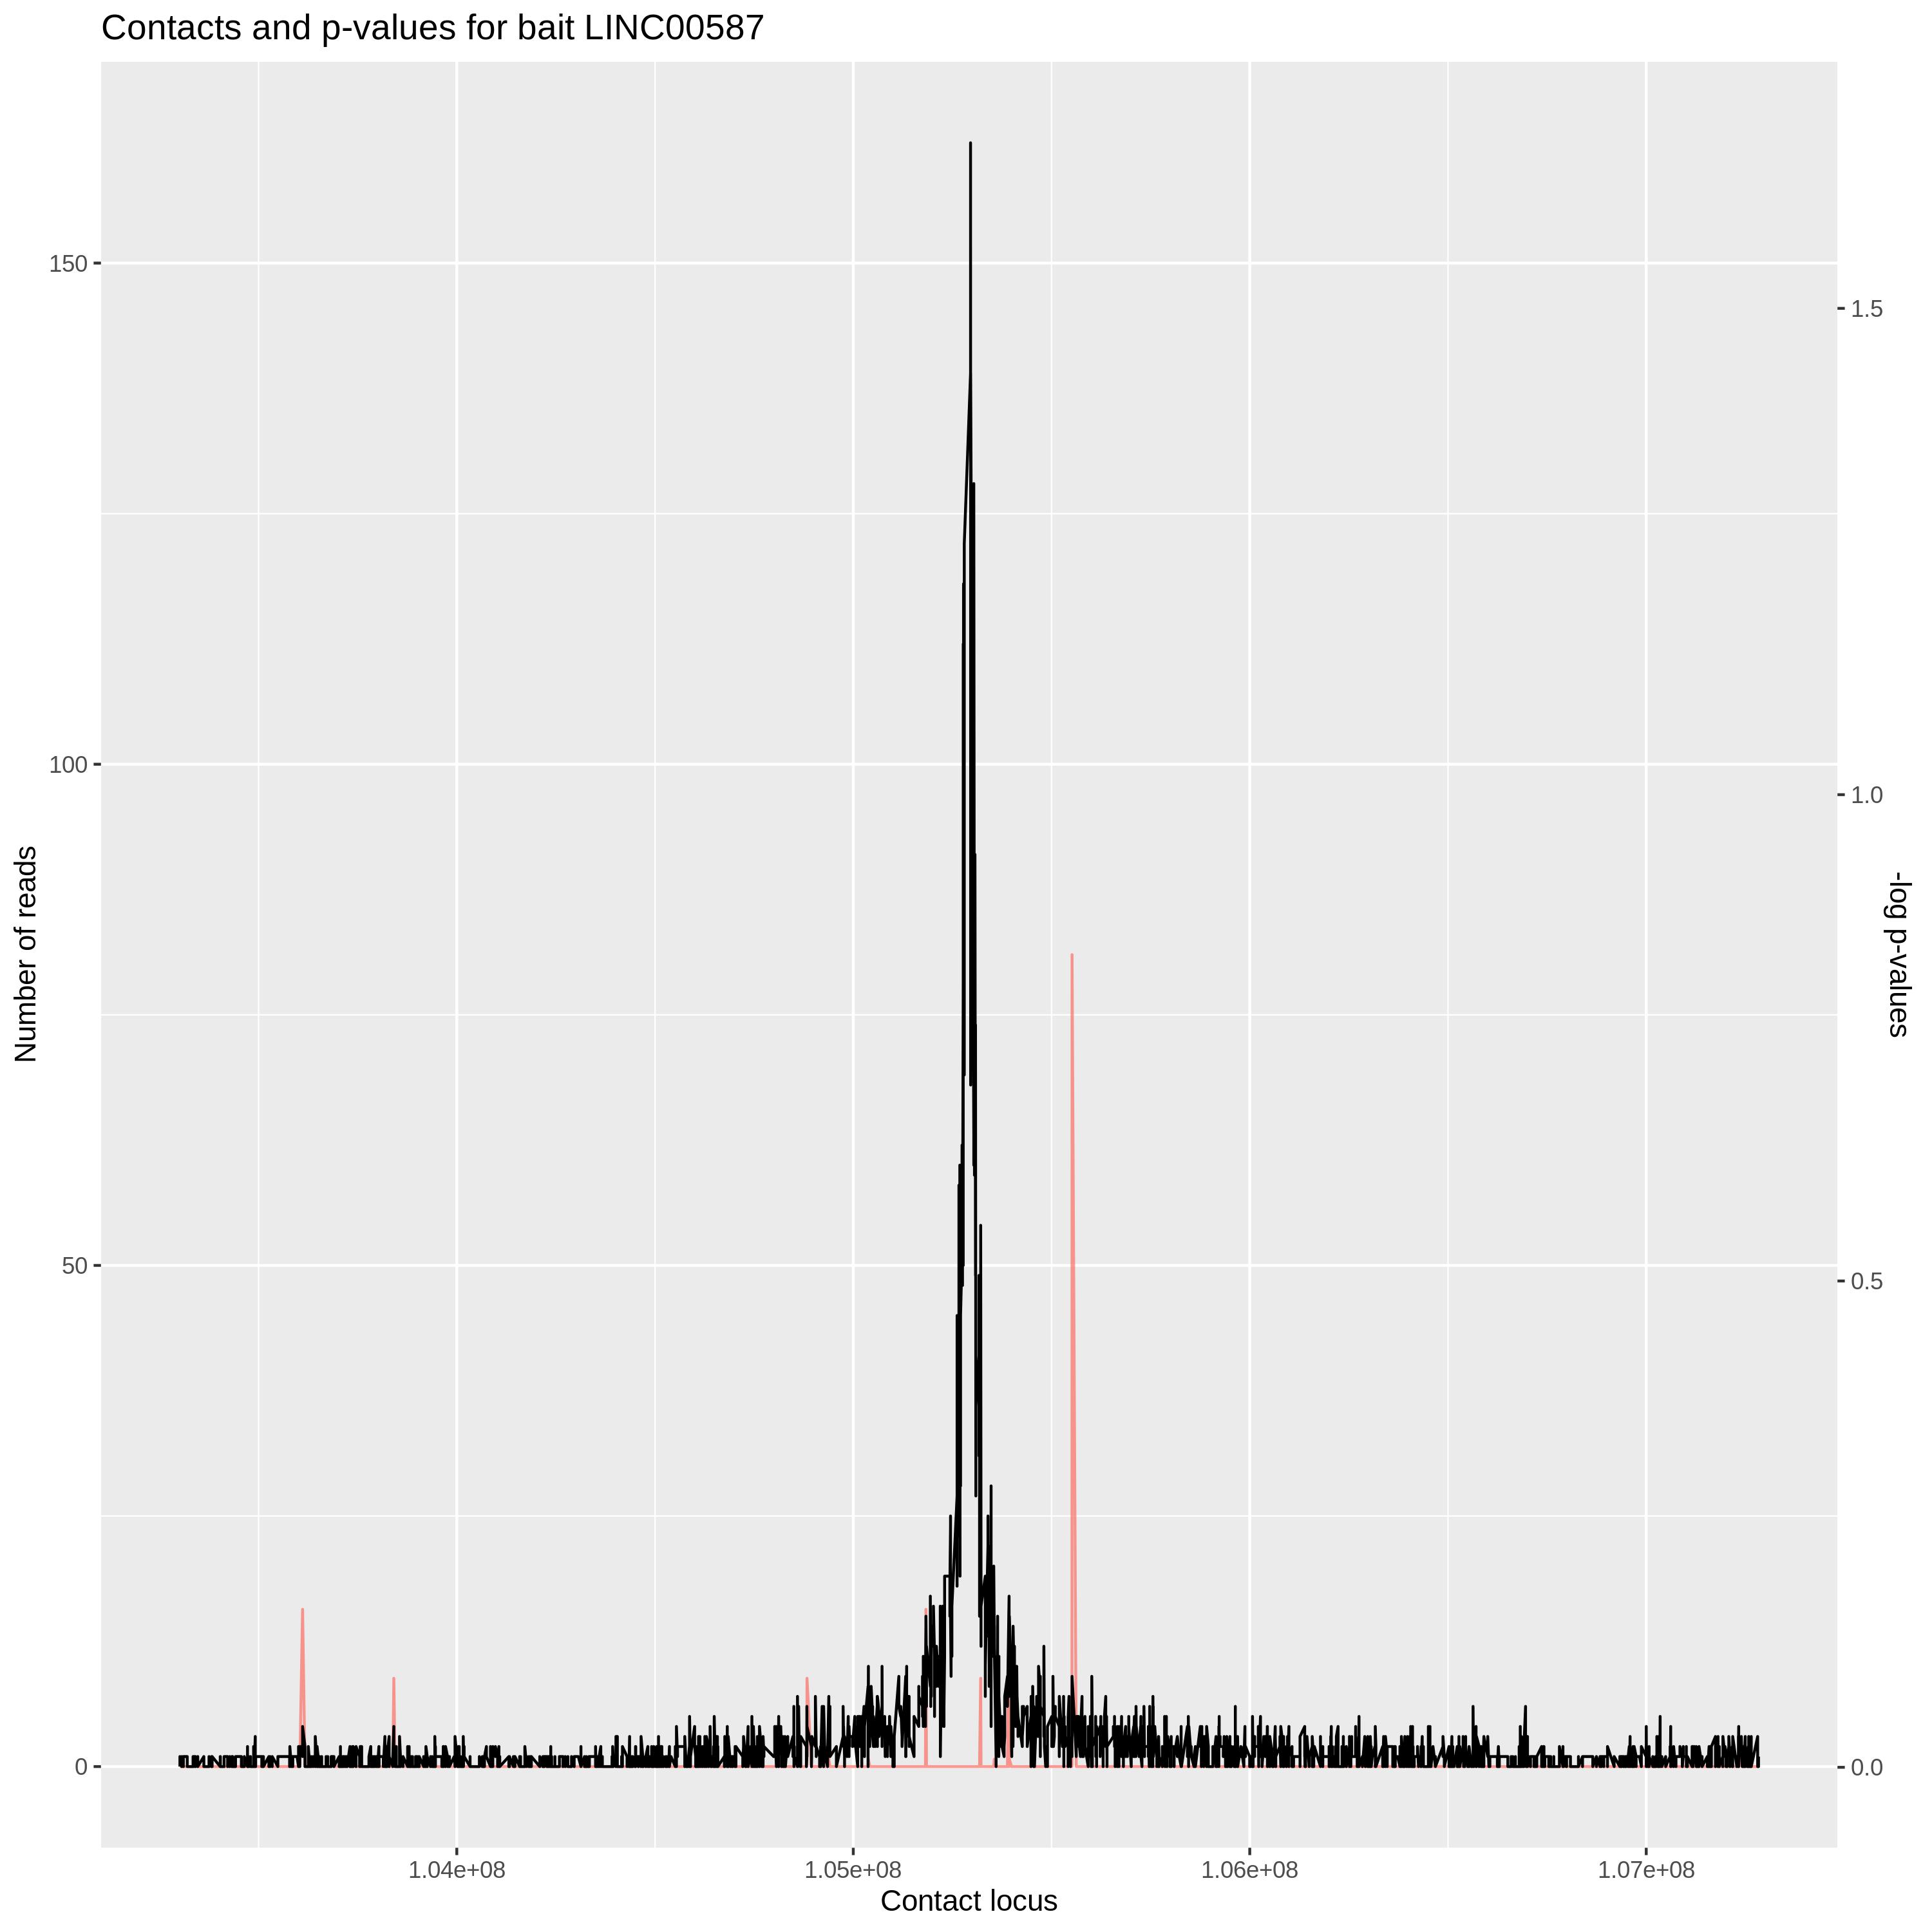 Contacts and p-values for bait LINC00587
150
100
50
0
Number of reads
1.5
1.0
0.5
0.0
-log p-values
1.04e+08
1.05e+08
1.06e+08
1.07e+08
Contact locus